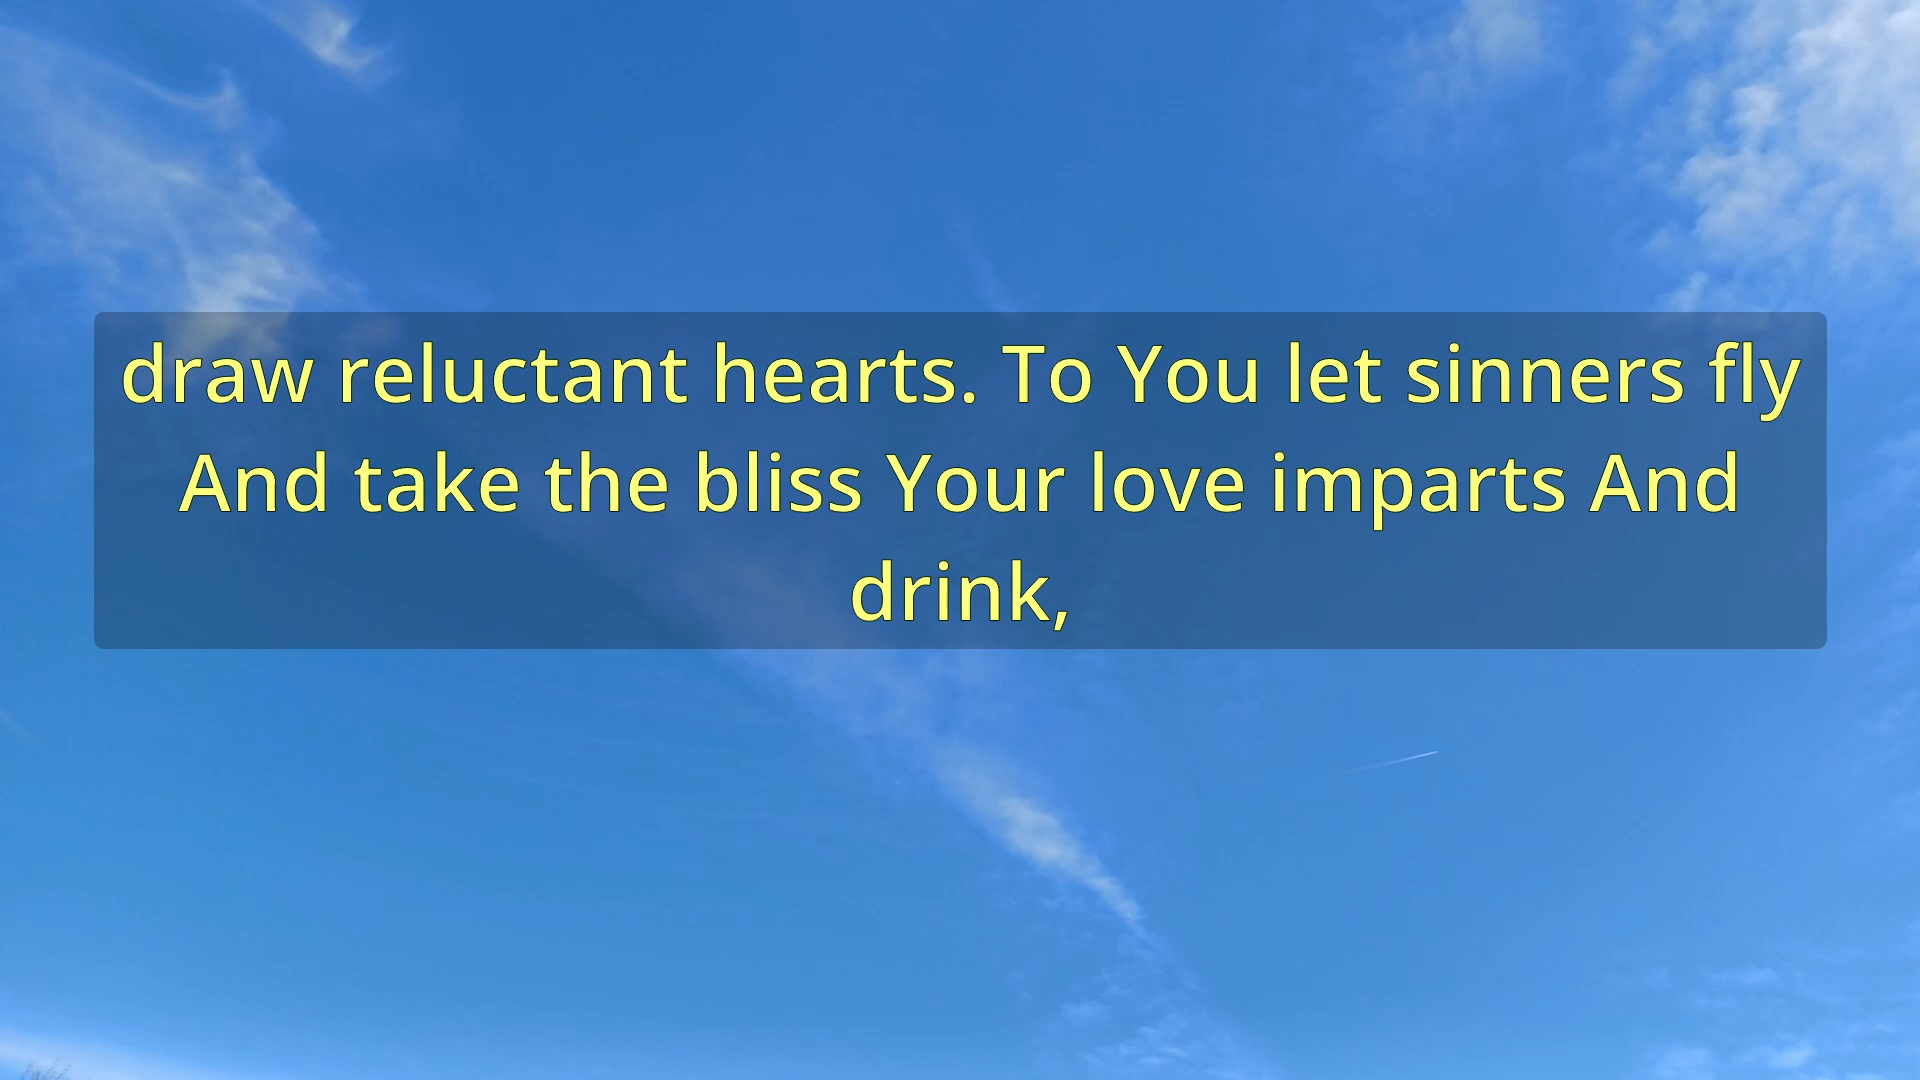 draw reluctant hearts. To You let sinners fly
And take the bliss Your love imparts And
drink,